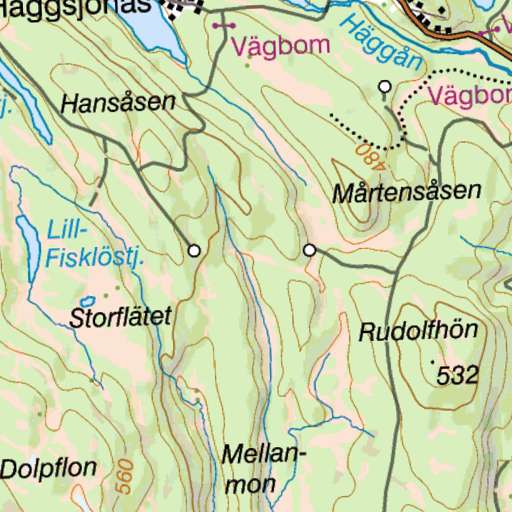 Häggsjönäs
Vägbom
Häggån
Hansåsen
Vägbom
480
Mårtensåsen
Lill-
Fisklöstj.
Storflätet
Rudolfhön
532
Mellan-
mon
Dolpflon
560